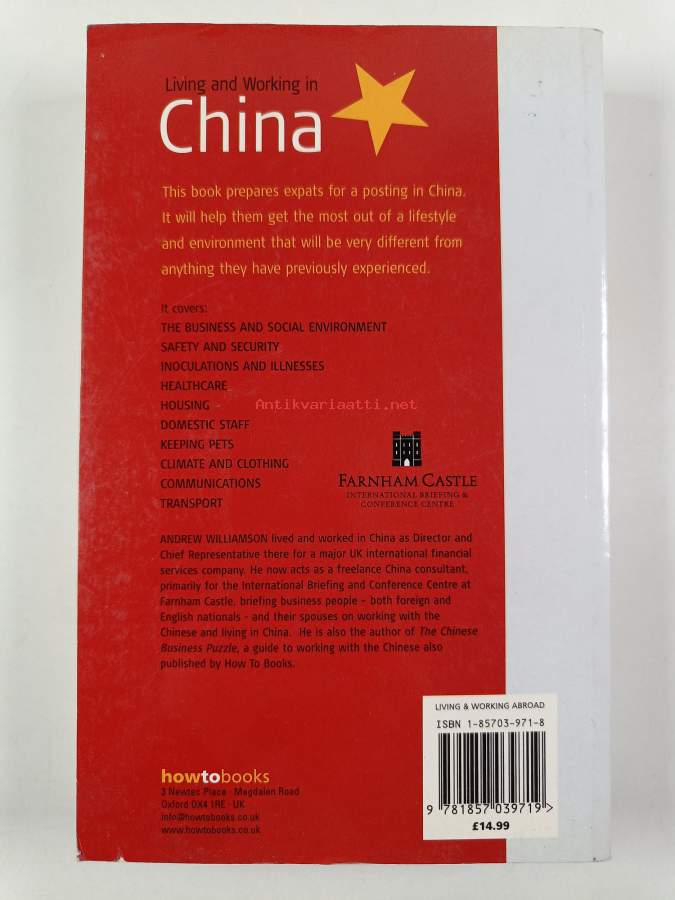 Living and Working in
China
This book prepares expats for a posting in China.
It will help them get the most out of a lifestyle
and environment that will be very different from
anything they have previously experienced.
It covers:
THE BUSINESS AND SOCIAL ENVIRONMENT
SAFETY AND SECURITY
INOCULATIONS AND ILLNESSES
HEALTHCARE
HOUSING
Antikvariaatti.net
DOMESTIC STAFF
KEEPING PETS
CLIMATE AND CLOTHING
COMMUNICATIONS
TRANSPORT
FARNHAM CASTLE
INTERNATIONAL BRIEFING &
CONFERENCE CENTRE
ANDREW WILLIAMSON lived and worked in China as Director and
Chief Representative there for a major UK international financial
services company. He now acts as a freelance China consultant,
primarily for the International Briefing and Conference Centre at
Farnham Castle, briefing business people – both foreign and
English nationals - and their spouses on working with the
Chinese and living in China. He is also the author of The Chinese
Business Puzzle, a guide to working with the Chinese also
published by How To Books.
howtobooks
3 Newtec Place · Magdalen Road
Oxford OX4 1RE · UK
info@howtobooks.co.uk
www.howtobooks.co.uk
LIVING & WORKING ABROAD
ISBN 1-85703-971-8
9 781857 039719 >
£14.99